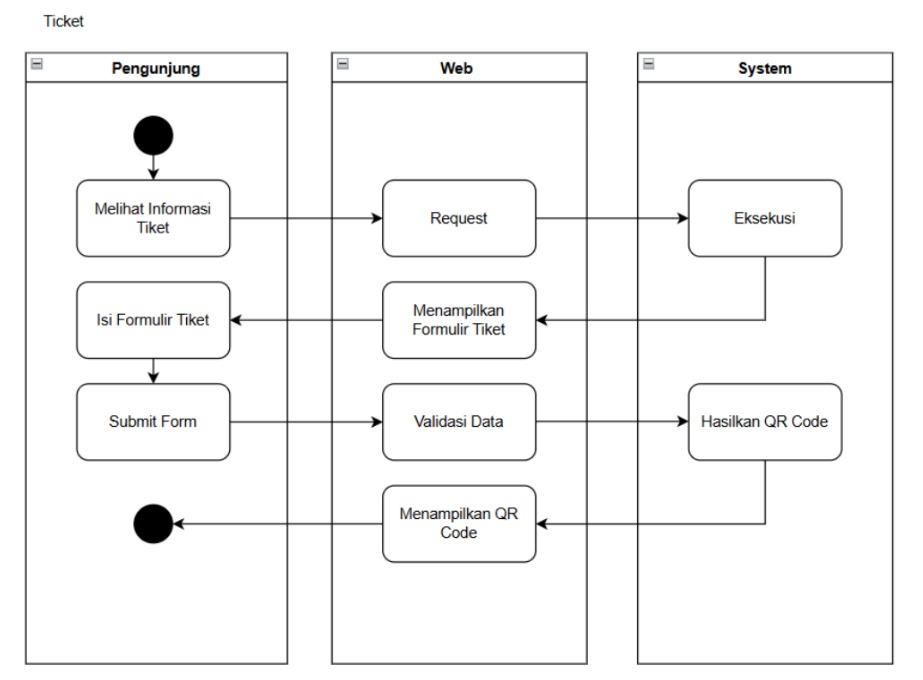 Ticket
Pengunjung
Web
System
Melihat Informasi
Tiket
Request
Eksekusi
Isi Formulir Tiket
Menampilkan
Formulir Tiket
Submit Form
Validasi Data
Hasilkan QR Code
Menampilkan QR
Code